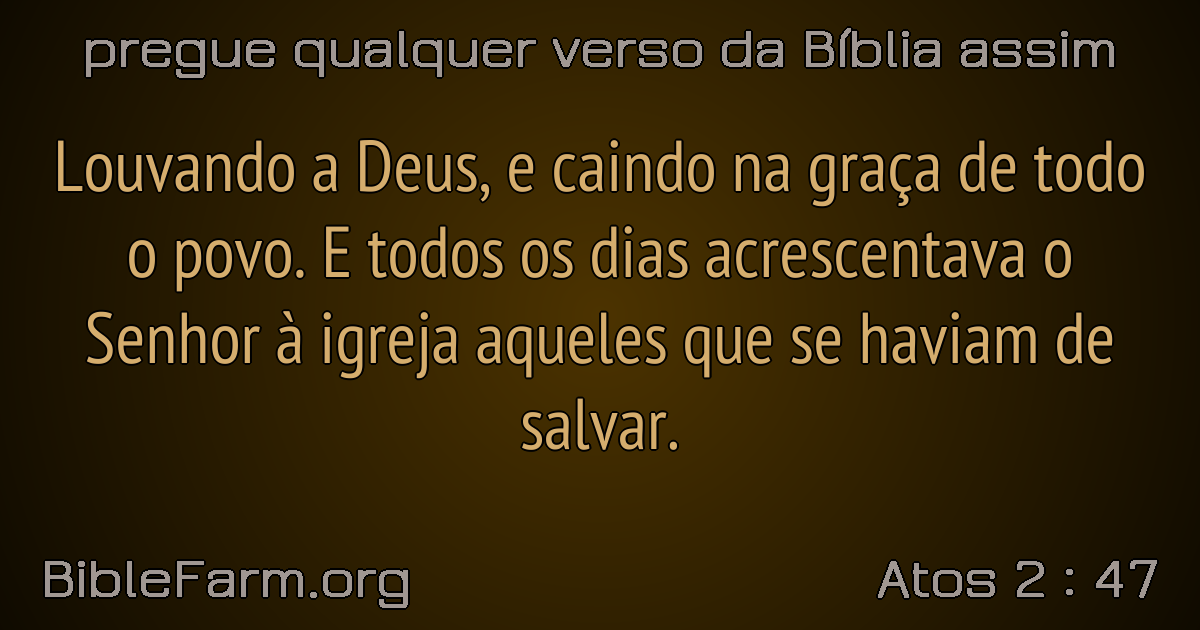 pregue qualquer verso da Bíblia assim
Louvando a Deus, e caindo na graça de todo
o povo. E todos os dias acrescentava o
Senhor à igreja aqueles que se haviam de
salvar.
BibleFarm.org
Atos 2 : 47